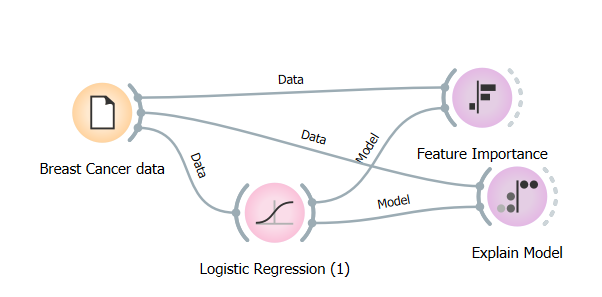 Data
Data
Model
Feature Importance
Breast Cancer data
Data
Model
Explain Model
Logistic Regression (1)